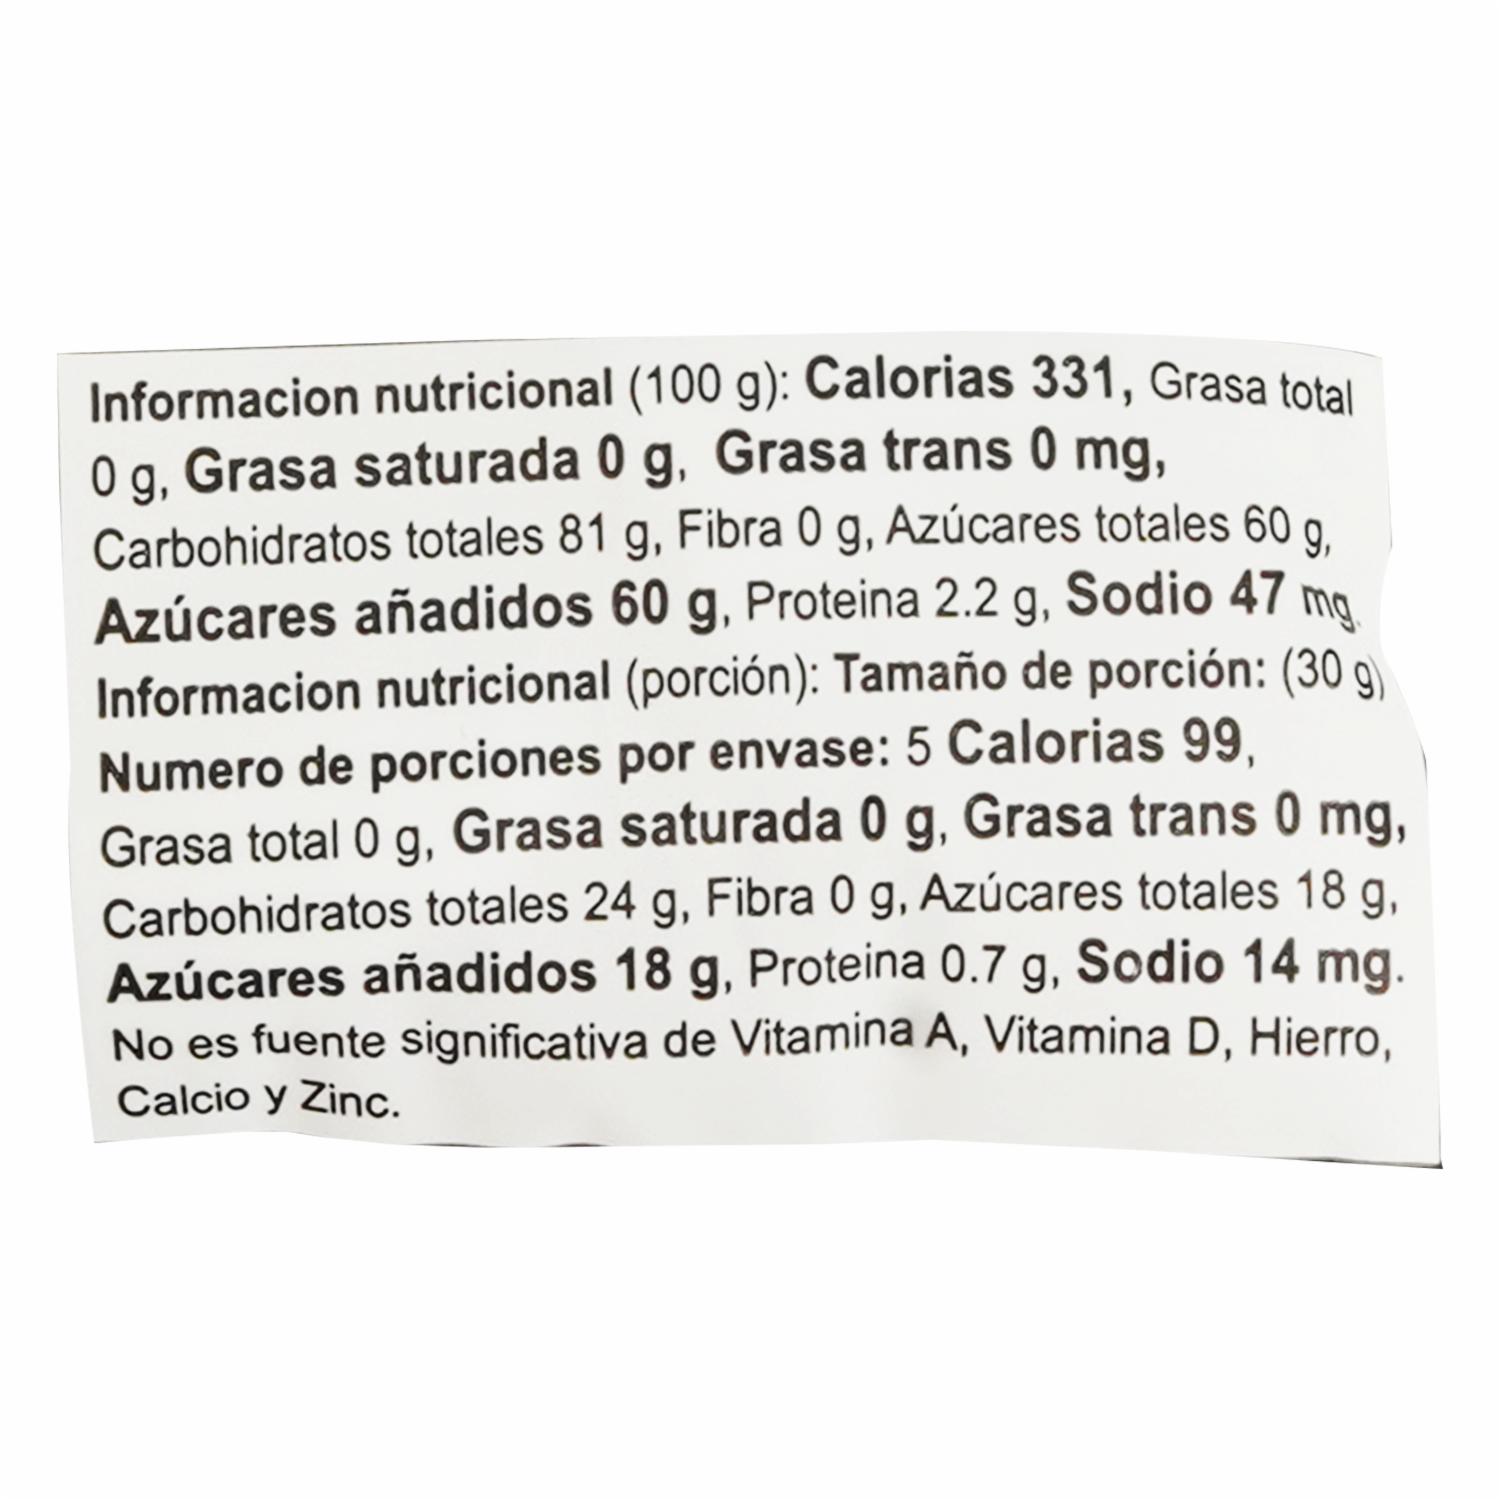 Informacion nutricional (100 g): Calorias 331, Grasa total
0 g, Grasa saturada 0 g, Grasa trans 0 mg,
Carbohidratos totales 81 g, Fibra 0 g, Azúcares totales 60 g,
Azúcares añadidos 60 g, Proteina 2.2 g, Sodio 47 mg.
Informacion nutricional (porción): Tamaño de porción: (30 g)
Numero de porciones por envase: 5 Calorias 99,
Grasa total 0 g, Grasa saturada 0 g, Grasa trans 0 mg,
Carbohidratos totales 24 g, Fibra 0 g, Azúcares totales 18 g,
Azúcares añadidos 18 g, Proteina 0.7 g, Sodio 14 mg.
No es fuente significativa de Vitamina A, Vitamina D, Hierro,
Calcio y Zinc.